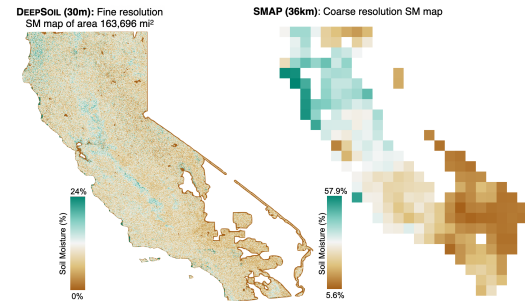 DEEPSOIL (30m): Fine resolution
SM map of area 163,696 mi²
24%
Soil Moisture (%)
0%
SMAP (36km): Coarse resolution SM map
57.9%
Soil Moisture (%)
5.6%